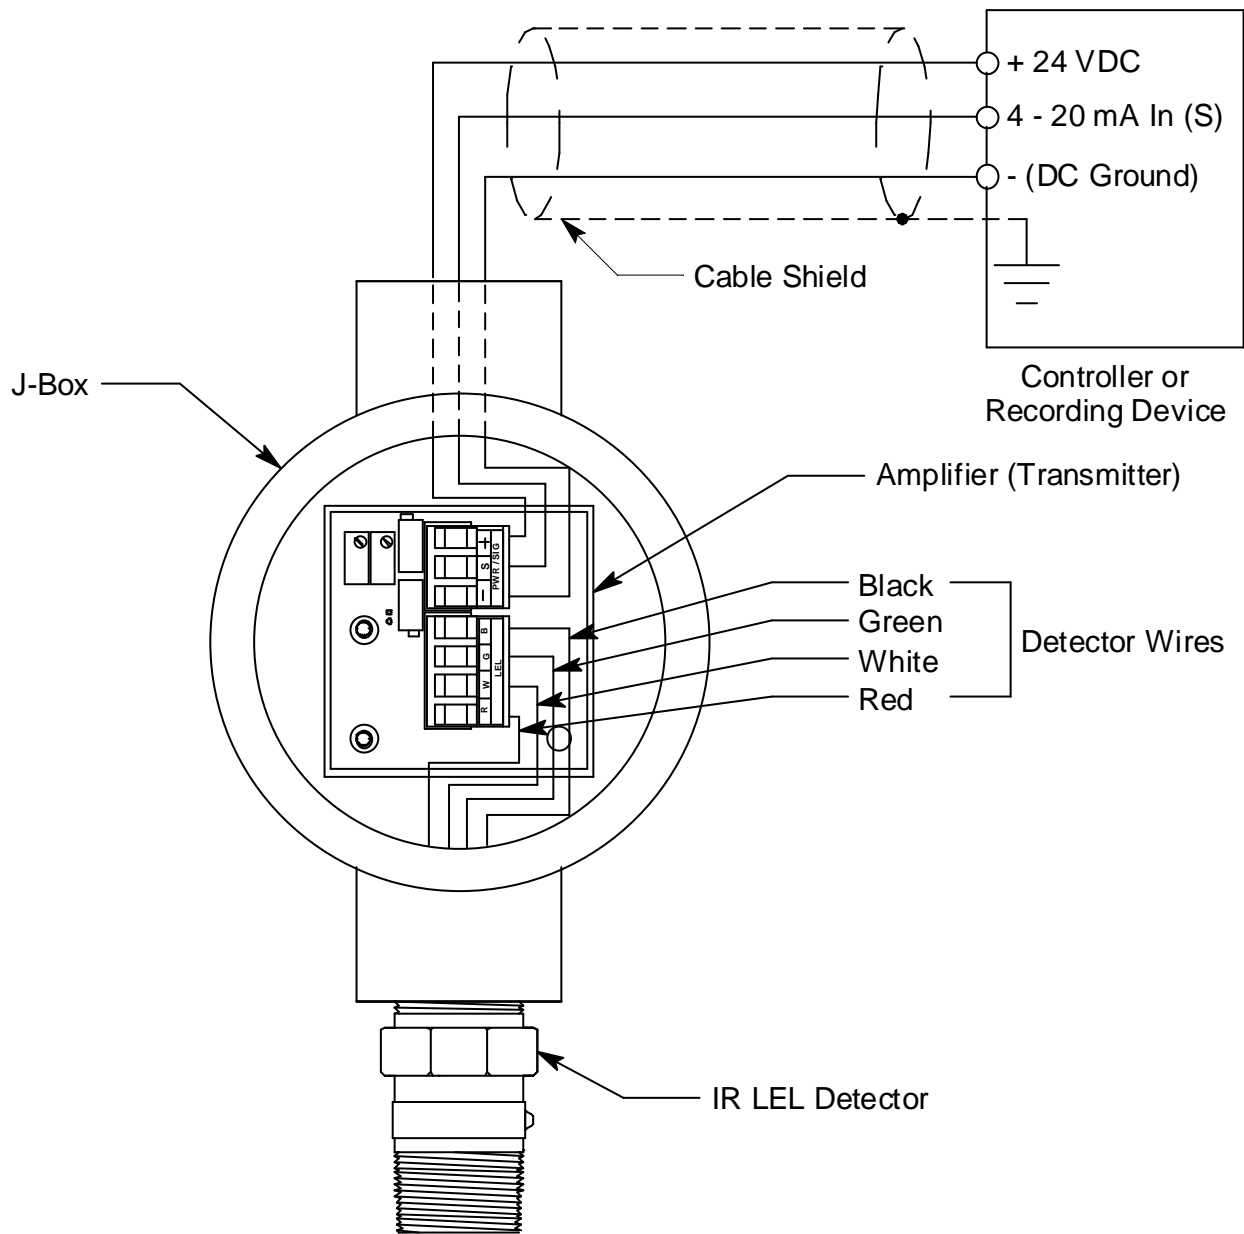 + 24 VDC
4 - 20 mA In (S)
- (DC Ground)
Cable Shield
Controller or
Recording Device
J-Box
Amplifier (Transmitter)
+
S
-
PWR / SIG
Black
Green
White
Red
Detector Wires
B
G
W
R
LEL
IR LEL Detector